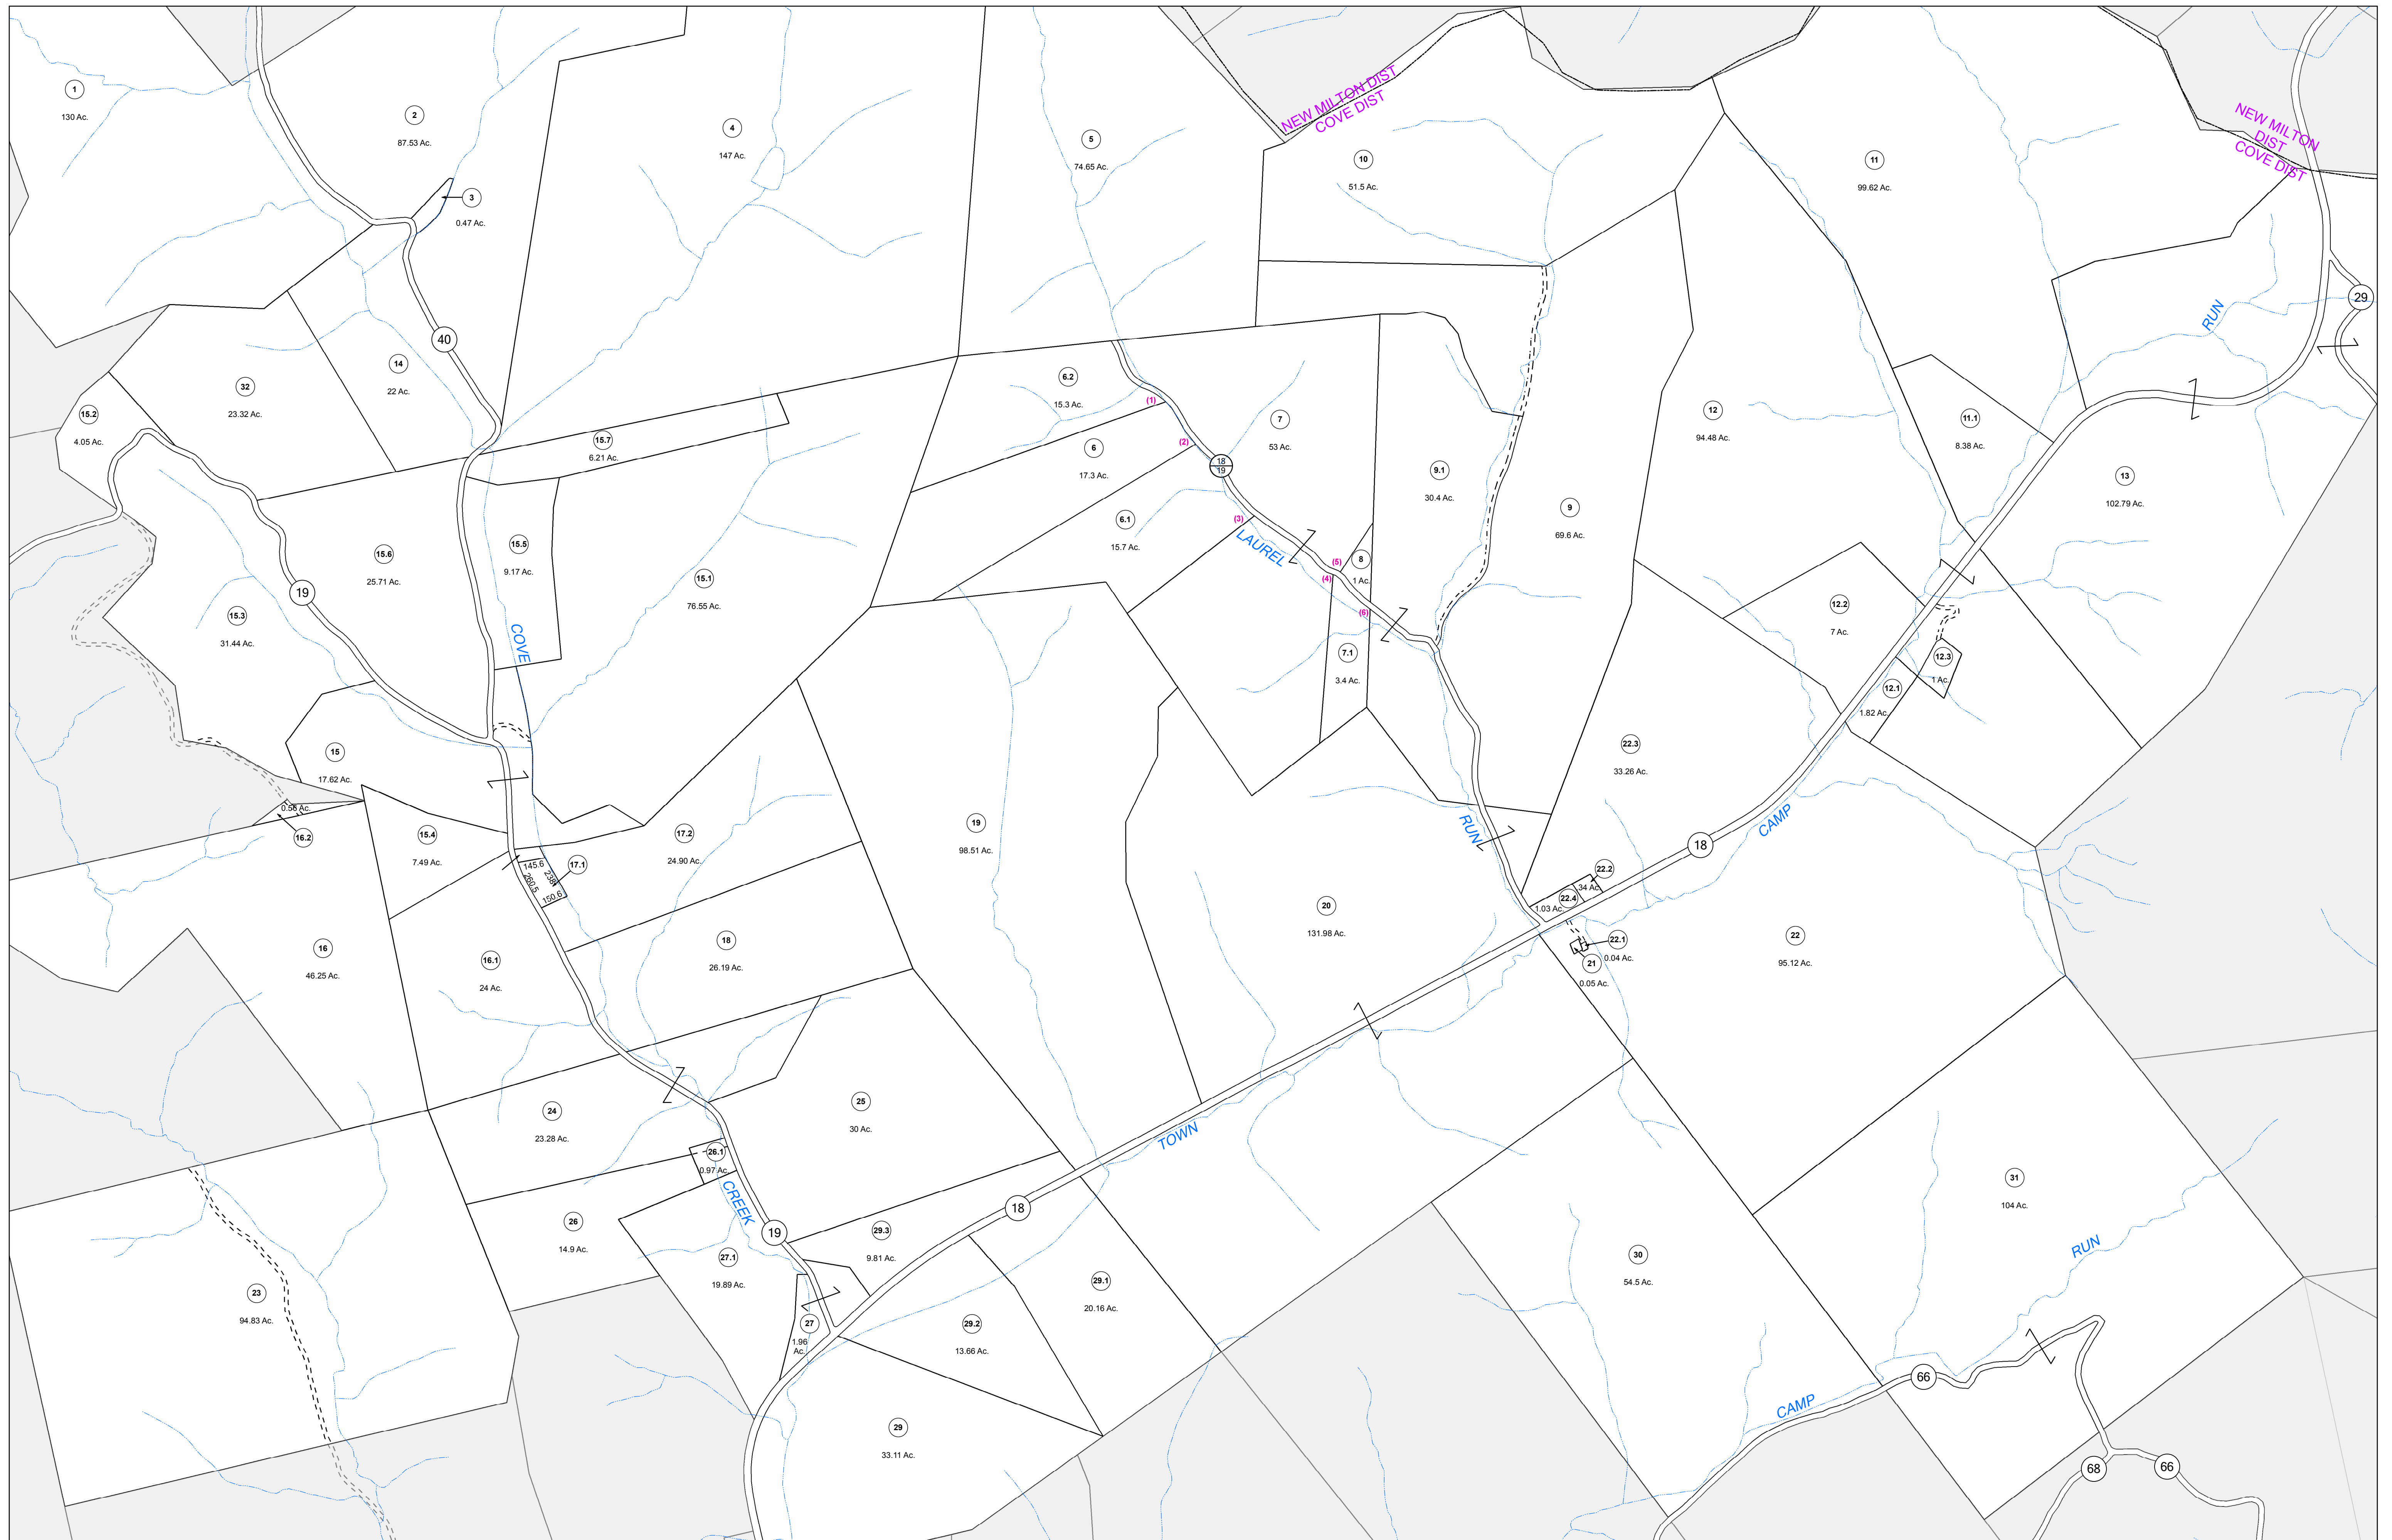 1
130 Ac.
2
87.53 Ac.
3
0.47 Ac.
4
147 Ac.
5
74.65 Ac.
NEW MILTON DIST
COVE DIST
10
51.5 Ac.
11
99.62 Ac.
NEW MILTON
DIST
COVE DIST
29
RUN
40
32
23.32 Ac.
14
22 Ac.
15.2
4.05 Ac.
15.7
6.21 Ac.
6.2
15.3 Ac.
(1)
6
17.3 Ac.
(2)
7
53 Ac.
18
19
9.1
30.4 Ac.
12
94.48 Ac.
11.1
8.38 Ac.
13
102.79 Ac.
9
69.6 Ac.
6.1
15.7 Ac.
(3)
LAUREL
(5)
(4)
8
1 Ac.
(6)
15.6
25.71 Ac.
15.5
9.17 Ac.
15.1
76.55 Ac.
19
15.3
31.44 Ac.
COVE
12.2
7 Ac.
12.3
1 Ac.
12.1
1.82 Ac.
7.1
3.4 Ac.
15
17.62 Ac.
22.3
33.26 Ac.
0.56 Ac.
16.2
15.4
7.49 Ac.
17.2
24.90 Ac.
17.1
145.6
238
260.5
150.6
19
98.51 Ac.
RUN
CAMP
18
22.2
.34 Ac.
22.4
1.03 Ac.
20
131.98 Ac.
22
95.12 Ac.
22.1
0.04 Ac.
21
0.05 Ac.
16
46.25 Ac.
16.1
24 Ac.
18
26.19 Ac.
24
23.28 Ac.
25
30 Ac.
TOWN
26.1
0.97 Ac.
CREEK
31
104 Ac.
26
14.9 Ac.
19
18
29.3
9.81 Ac.
27.1
19.89 Ac.
RUN
30
54.5 Ac.
23
94.83 Ac.
29.1
20.16 Ac.
27
1.96
Ac.
29.2
13.66 Ac.
66
CAMP
29
33.11 Ac.
68
66